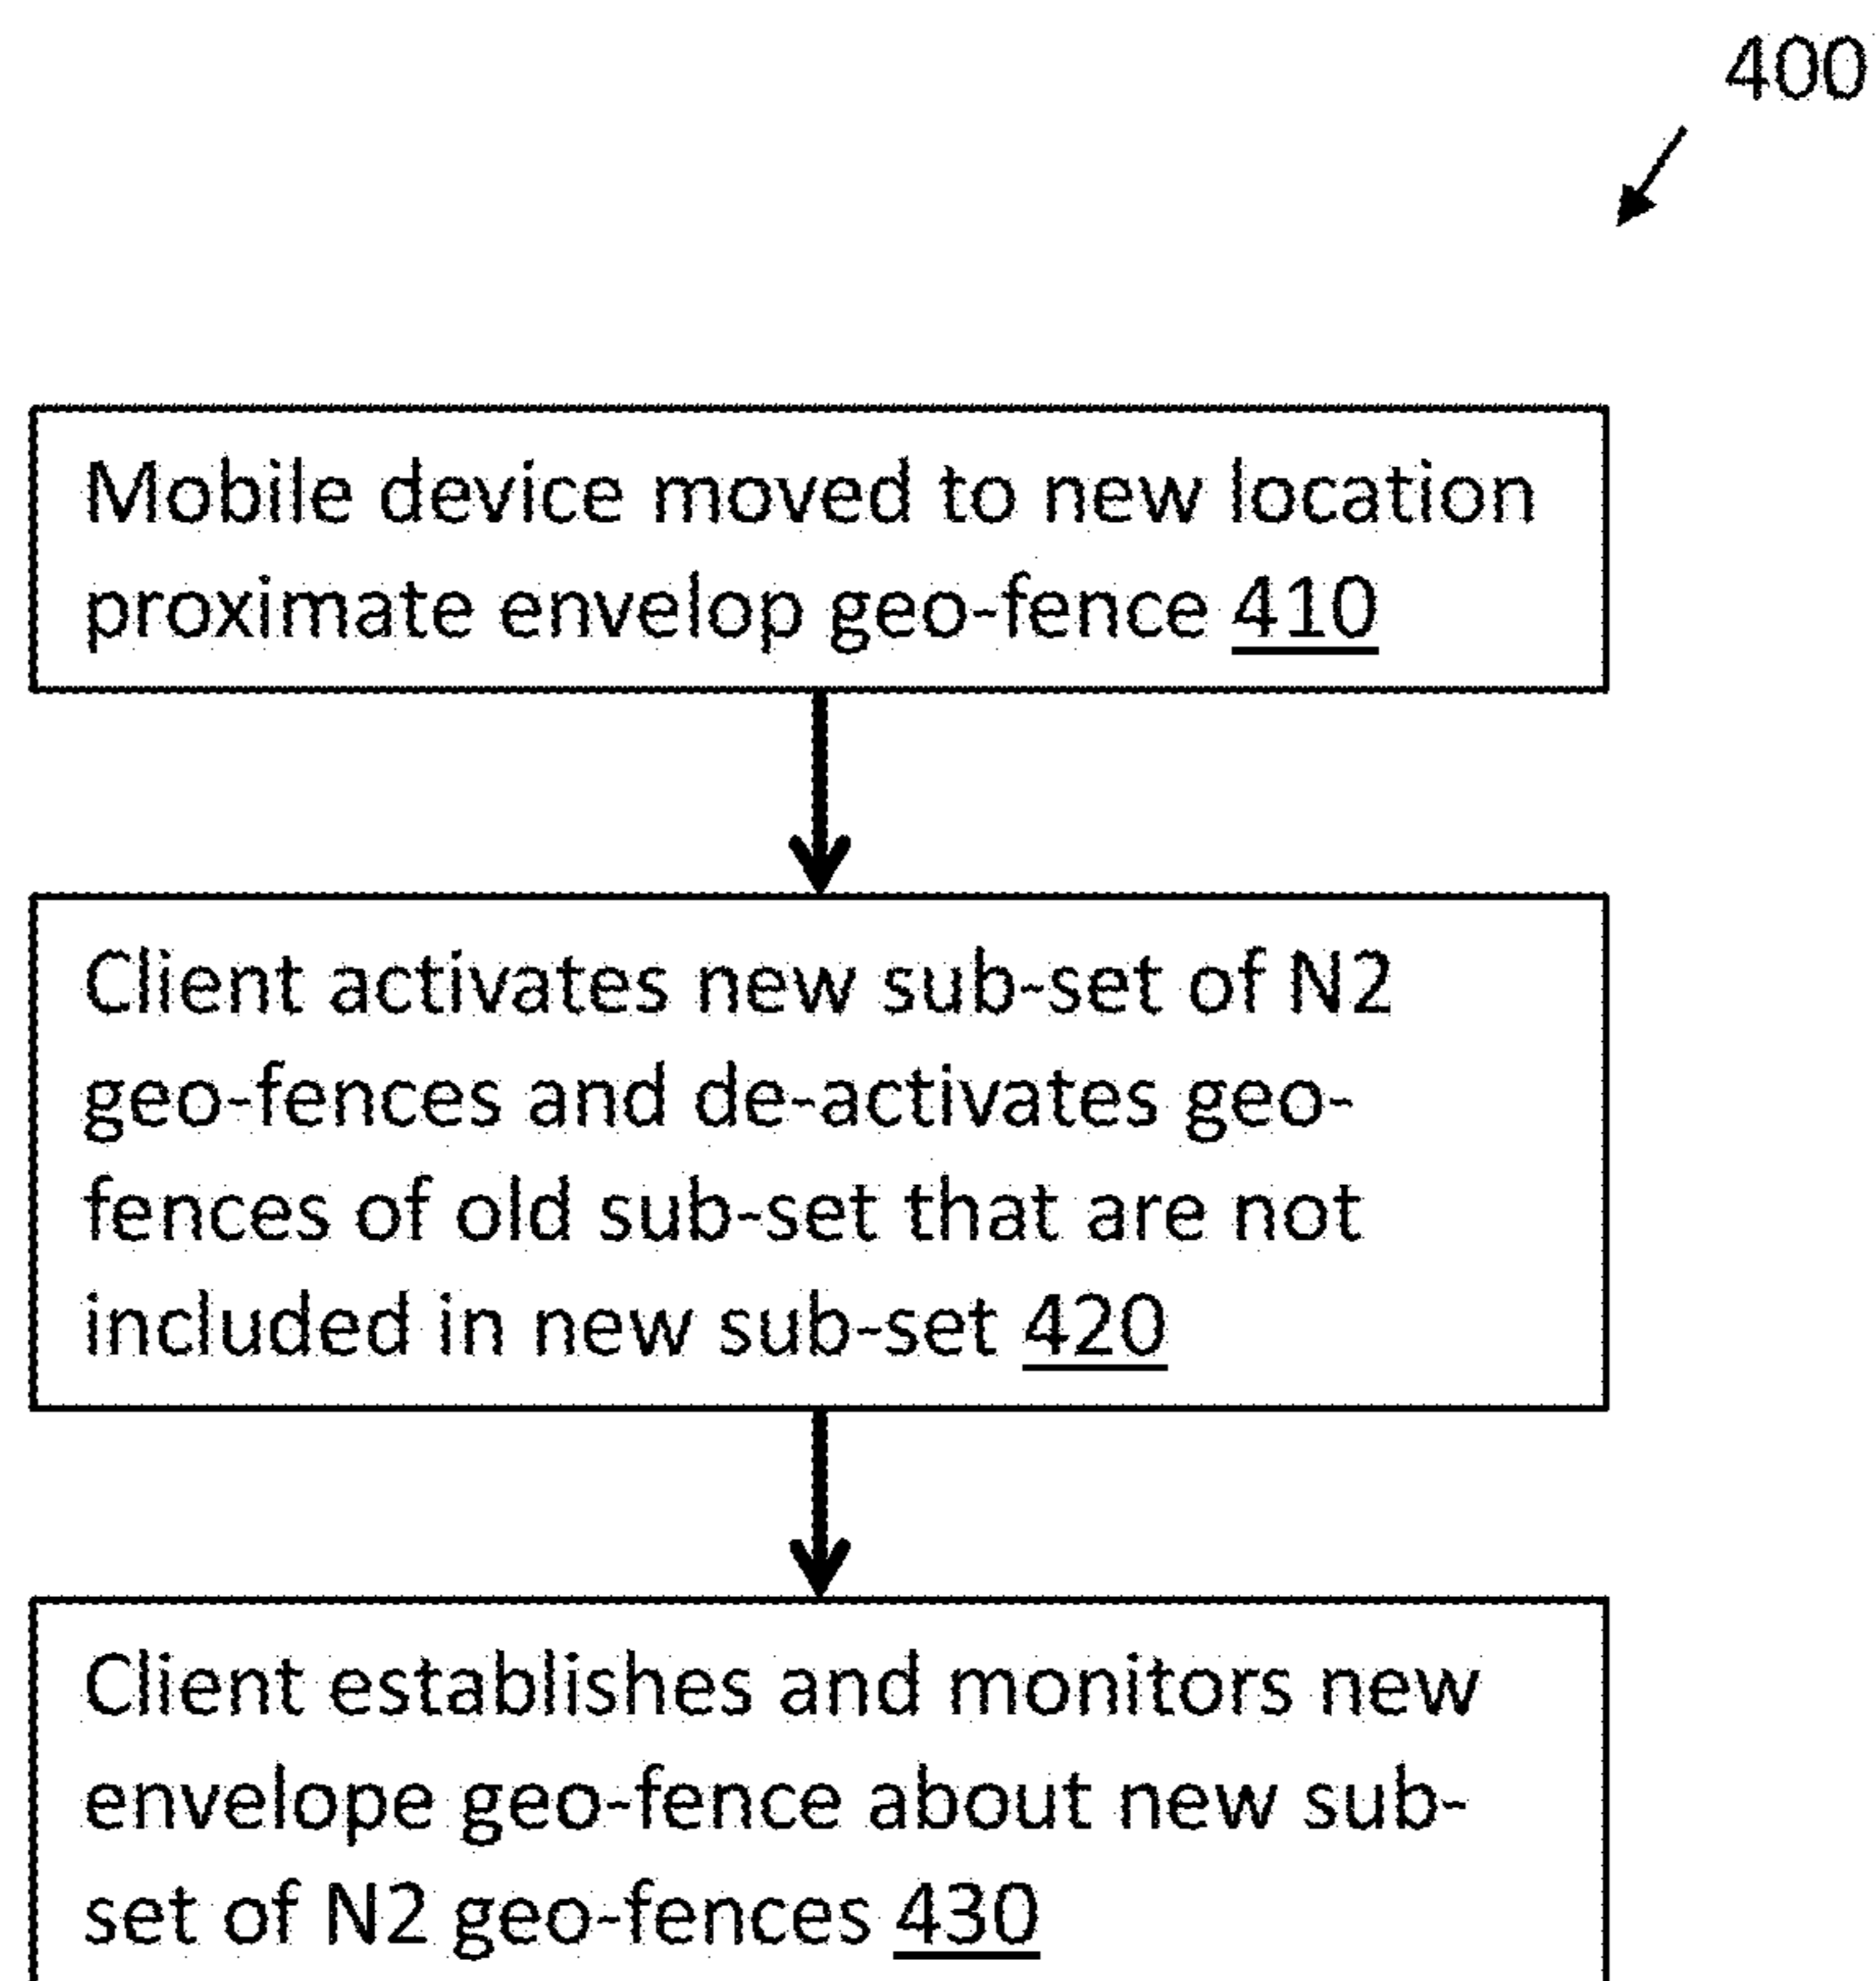 400
Mobile device moved to new location
proximate envelop geo-fence 410
Client activates new sub-set of N2
geo-fences and de-activates geo-
fences of old sub-set that are not
included in new sub-set 420
Client establishes and monitors new
envelope geo-fence about new sub-
set of N2 geo-fences 430